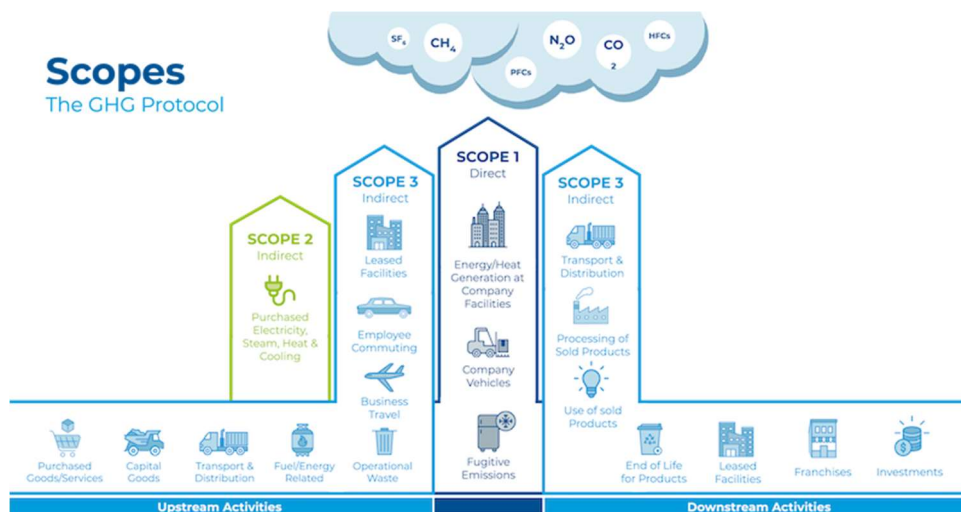 Scopes
The GHG Protocol
SF6
CH4
PFCs
N2O
CO
2
HFCs
SCOPE 2
Indirect
Purchased
Electricity,
Steam, Heat &
Cooling
SCOPE 3
Indirect
Leased
Facilities
Employee
Commuting
Business
Travel
Operational
Waste
SCOPE 1
Direct
Energy/Heat
Generation at
Company
Facilities
Company
Vehicles
Fugitive
Emissions
SCOPE 3
Indirect
Transport &
Distribution
Processing of
Sold Products
Use of sold
Products
Purchased
Goods/Services
Capital
Goods
Transport &
Distribution
Fuel/Energy
Related
End of Life
for Products
Leased
Facilities
Franchises
Investments
Upstream Activities
Downstream Activities